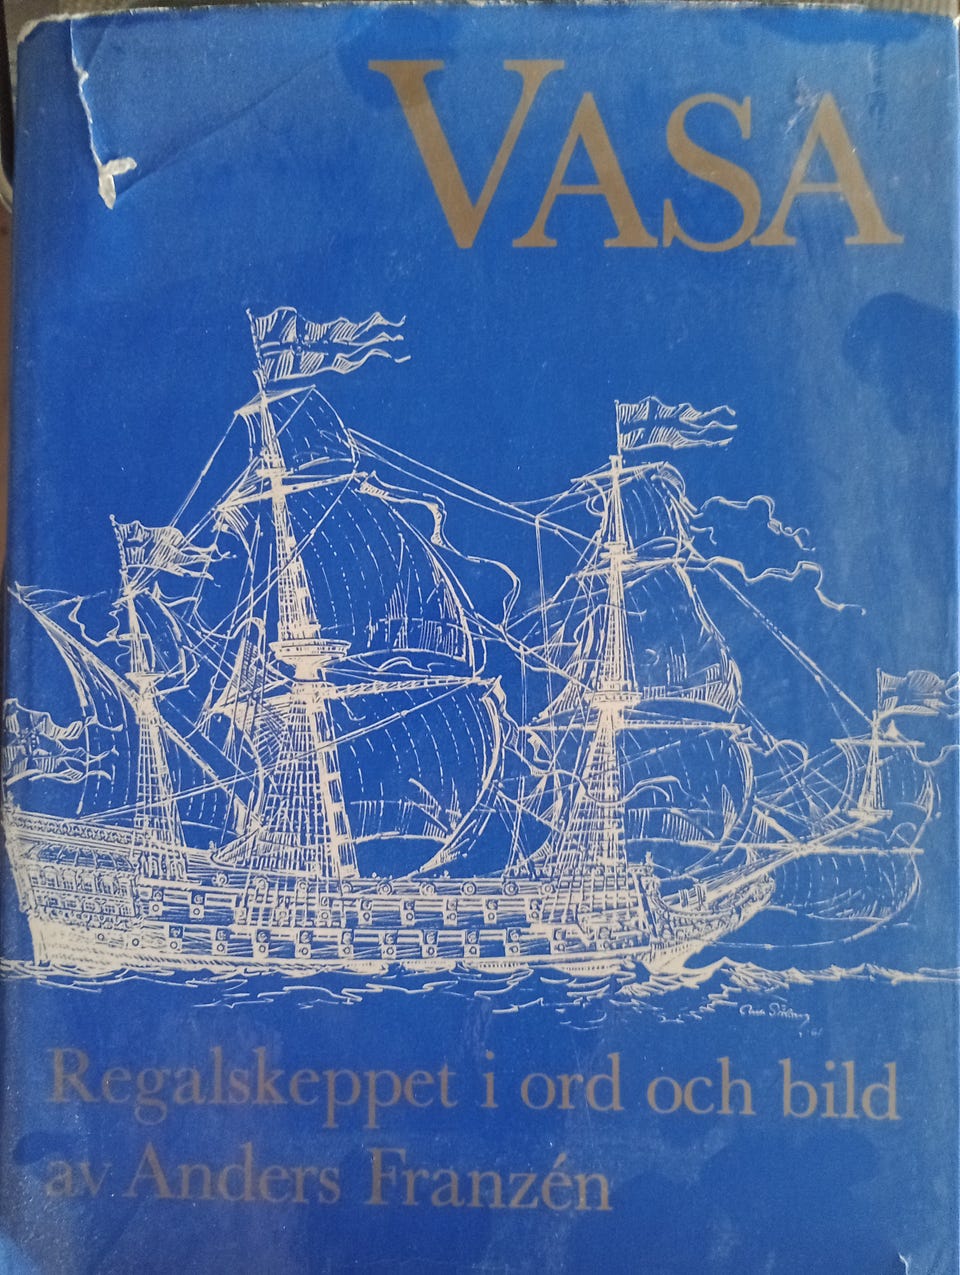 VASA
Regalskeppet i ord och bild
av Anders Franzén